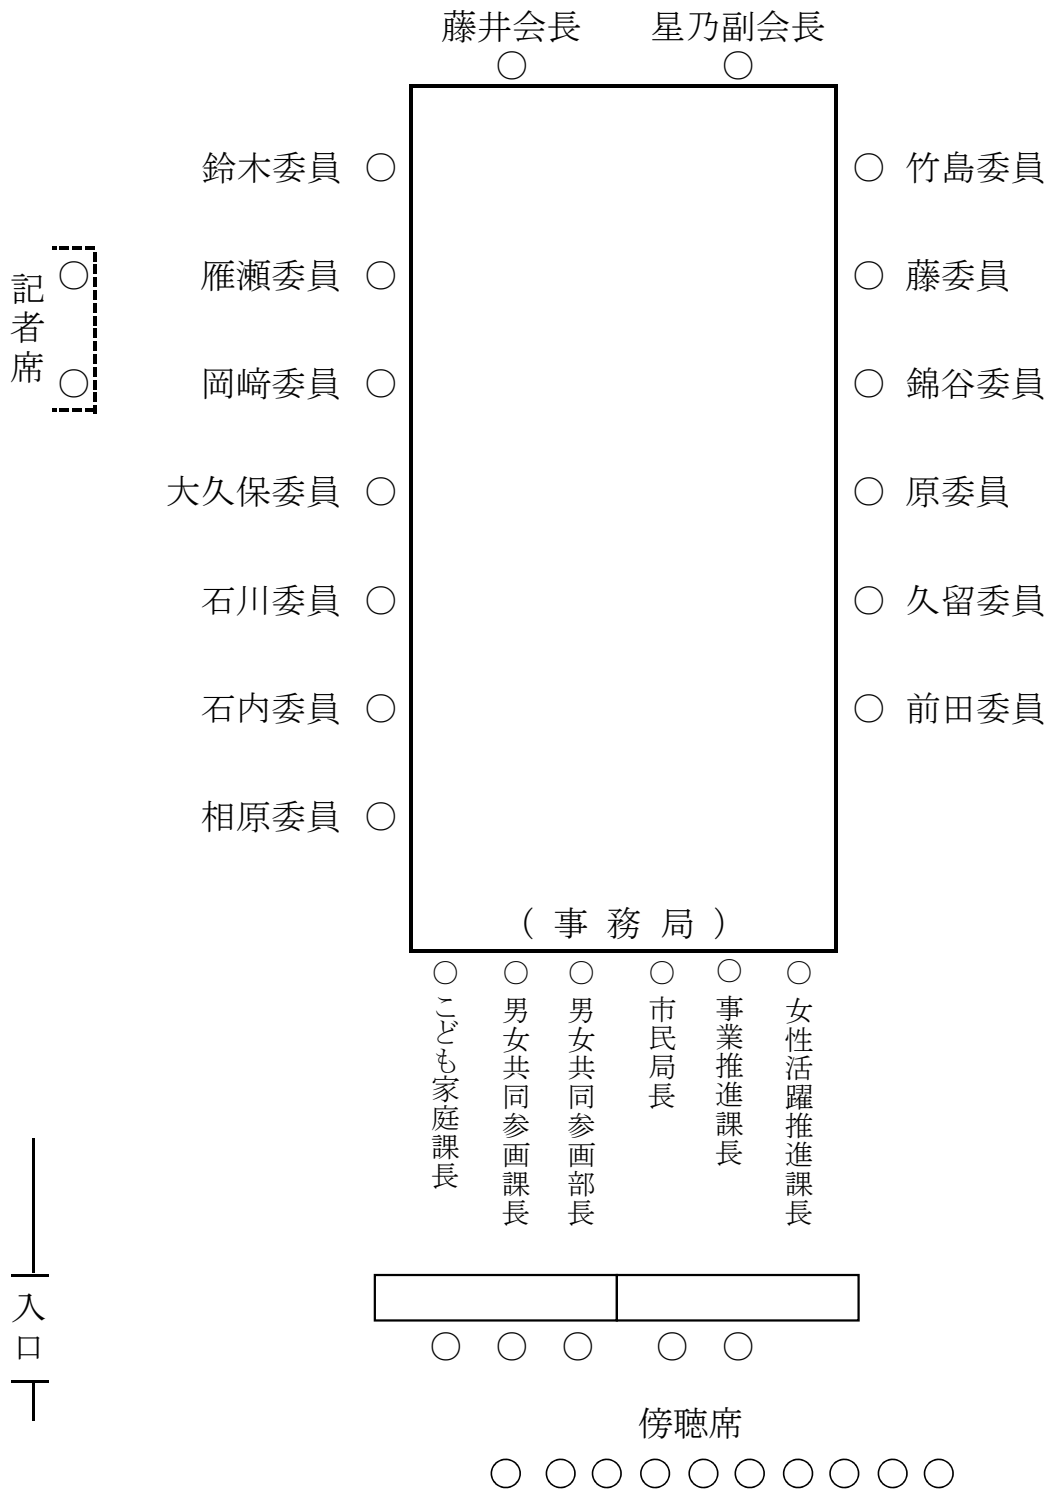 藤井会長 星乃副会長
○ ○
鈴木委員 ○ ○ 竹島委員
雁瀬委員 ○ ○ 藤委員
記者席
○
○
岡﨑委員 ○ ○ 錦谷委員
大久保委員 ○ ○ 原委員
石川委員 ○ ○ 久留委員
石内委員 ○ ○ 前田委員
相原委員 ○
(事務局)
○こども家庭課長
○男女共同参画課長
○男女共同参画部長
○市民局長
○事業推進課長
○女性活躍推進課長
入口
○ ○ ○ ○ ○
傍聴席
○ ○ ○ ○ ○ ○ ○ ○ ○ ○